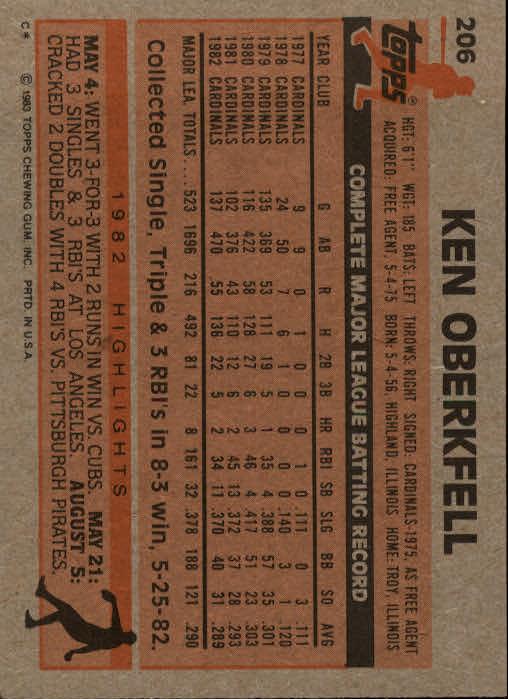 206
topps®
KEN OBERKFELL
HGT: 6'1" WGT: 185 BATS: LEFT THROWS: RIGHT SIGNED: CARDINALS-1975, AS FREE AGENT
ACQUIRED: FREE AGENT, 5-4-75 BORN: 5-4-56, HIGHLAND, ILLINOIS HOME: TROY, ILLINOIS
COMPLETE MAJOR LEAGUE BATTING RECORD
YEAR CLUB G AB R H 2B 3B HR RBI SB SLG BB SO AVG
1977 CARDINALS 9 9 0 1 0 0 0 1 0 .111 0 3 .111
1978 CARDINALS 24 50 7 6 1 0 0 0 0 .140 3 1 .120
1979 CARDINALS 135 369 53 111 19 5 1 35 4 .388 57 35 .301
1980 CARDINALS 116 422 58 128 27 6 3 46 4 .417 51 23 .303
1981 CARDINALS 102 376 43 110 12 6 2 45 13 .372 37 28 .293
1982 CARDINALS 137 470 55 136 22 5 2 34 11 .370 40 31 .289
MAJOR LEA. TOTALS . . . 523 1696 216 492 81 22 8 161 32 .378 188 121 .290
Collected Single, Triple & 3 RBI's in 8-3 win, 5-25-82.
1982 HIGHLIGHTS
MAY 4: WENT 3-FOR-3 WITH 2 RUNS IN WIN VS. CUBS. MAY 21:
HAD 3 SINGLES & 3 RBI'S AT LOS ANGELES. AUGUST 5:
CRACKED 2 DOUBLES WITH 4 RBI'S VS. PITTSBURGH PIRATES.
C* © 1983 TOPPS CHEWING GUM, INC. PRTD. IN U.S.A.